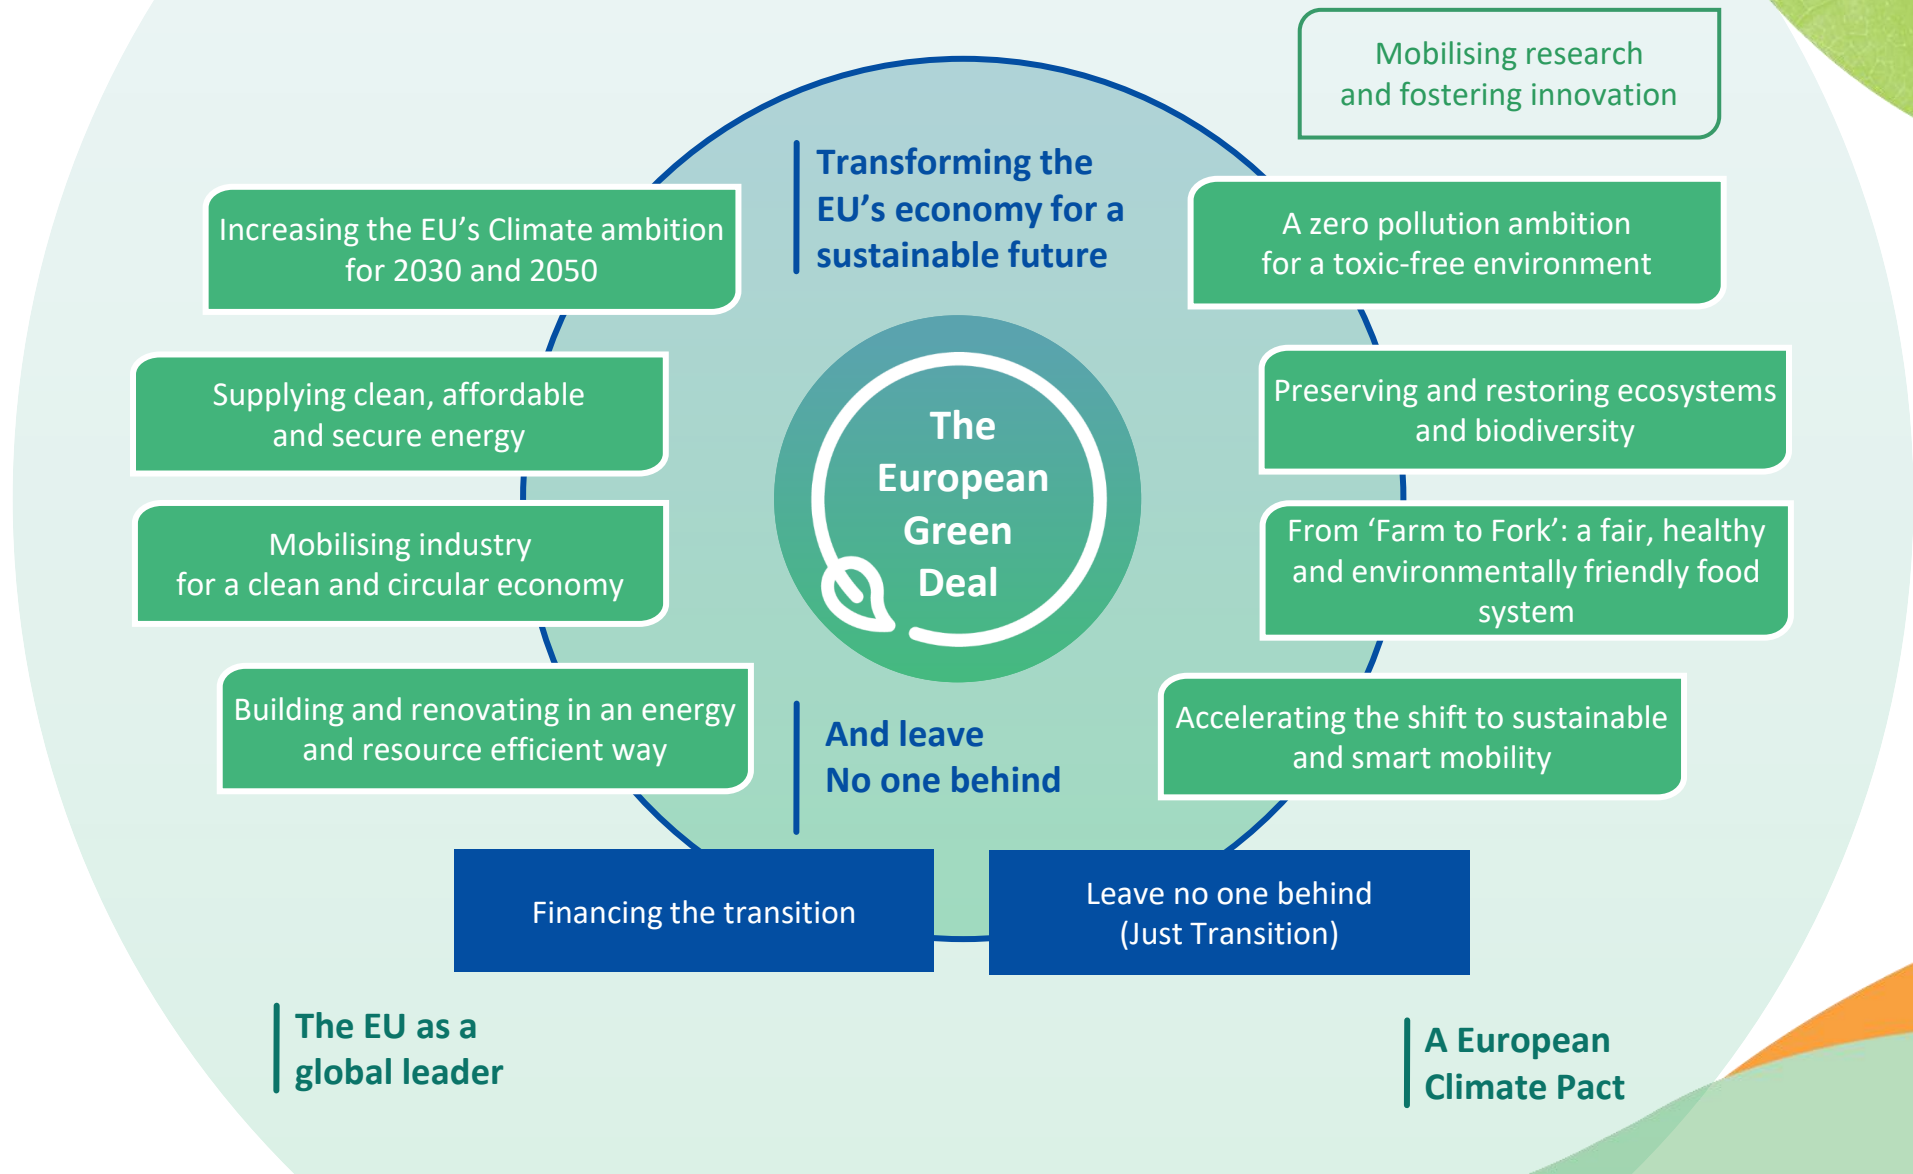 Mobilising research
and fostering innovation
Transforming the
EU’s economy for a
sustainable future
Increasing the EU’s Climate ambition
for 2030 and 2050
A zero pollution ambition
for a toxic-free environment
Supplying clean, affordable
and secure energy
Preserving and restoring ecosystems
and biodiversity
The
European
Green
Deal
Mobilising industry
for a clean and circular economy
From ‘Farm to Fork’: a fair, healthy
and environmentally friendly food
system
Building and renovating in an energy
and resource efficient way
And leave
No one behind
Accelerating the shift to sustainable
and smart mobility
Financing the transition
Leave no one behind
(Just Transition)
The EU as a
global leader
A European
Climate Pact